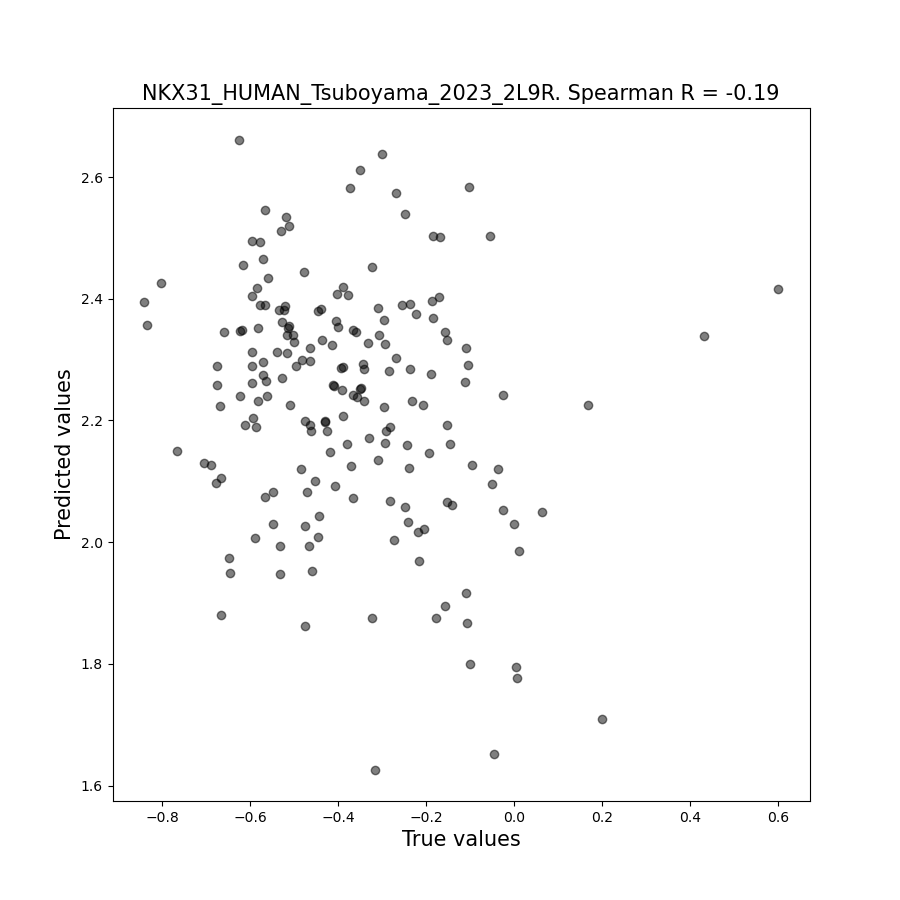 NKX31_HUMAN_Tsuboyama_2023_2L9R. Spearman R = -0.19
Predicted values
2.6
2.4
2.2
2.0
1.8
1.6
−0.8 −0.6 −0.4 −0.2 0.0 0.2 0.4 0.6
True values